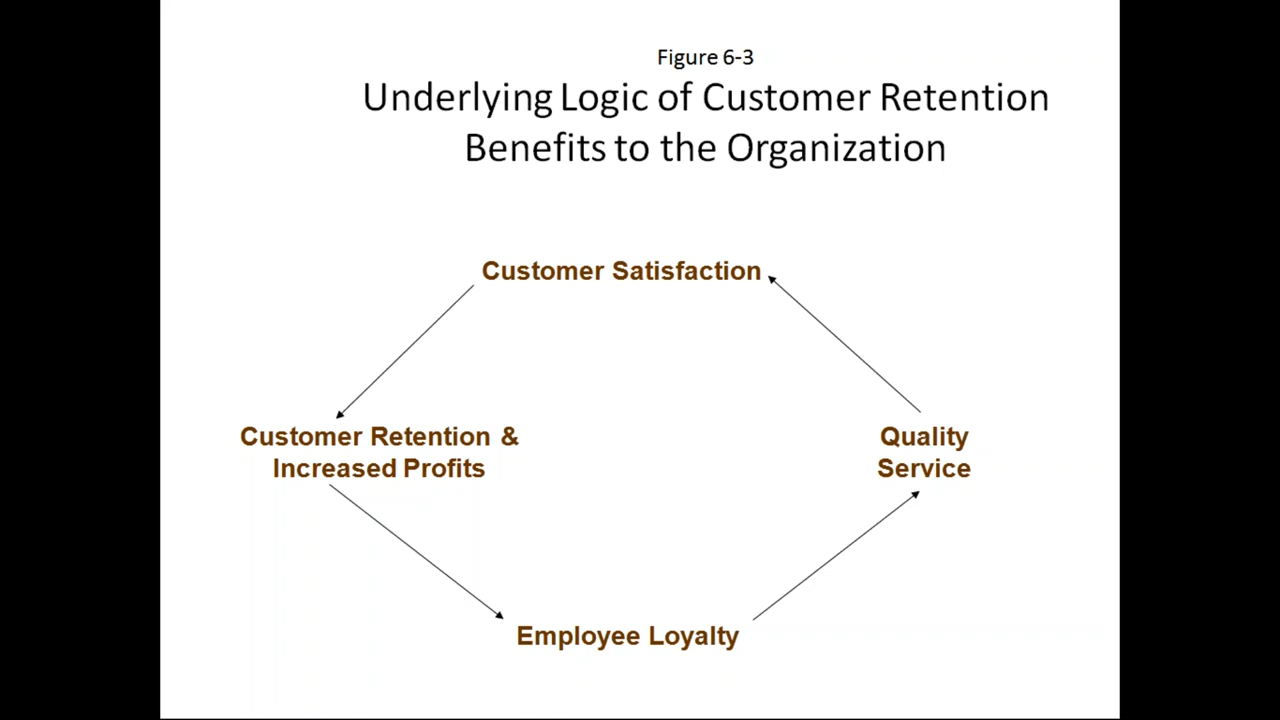 Figure 6-3
Underlying Logic of Customer Retention
Benefits to the Organization
Customer Satisfaction
Customer Retention &
Increased Profits
Quality
Service
Employee Loyalty